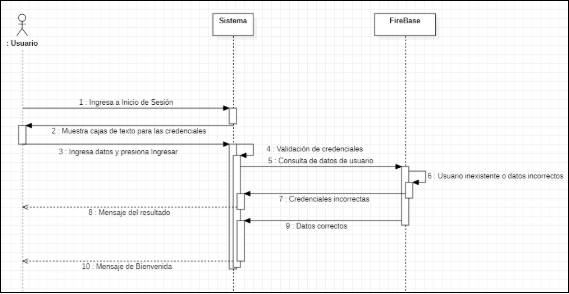 Sistema
FireBase
: Usuario
1 : Ingresa a Inicio de Sesión
2 : Muestra cajas de texto para las credenciales
3 : Ingresa datos y presiona Ingresar
4 : Validación de credenciales
5 : Consulta de datos de usuario
6 : Usuario inexistente o datos incorrectos
7 : Credenciales incorrectas
8 : Mensaje del resultado
9 : Datos correctos
10 : Mensaje de Bienvenida